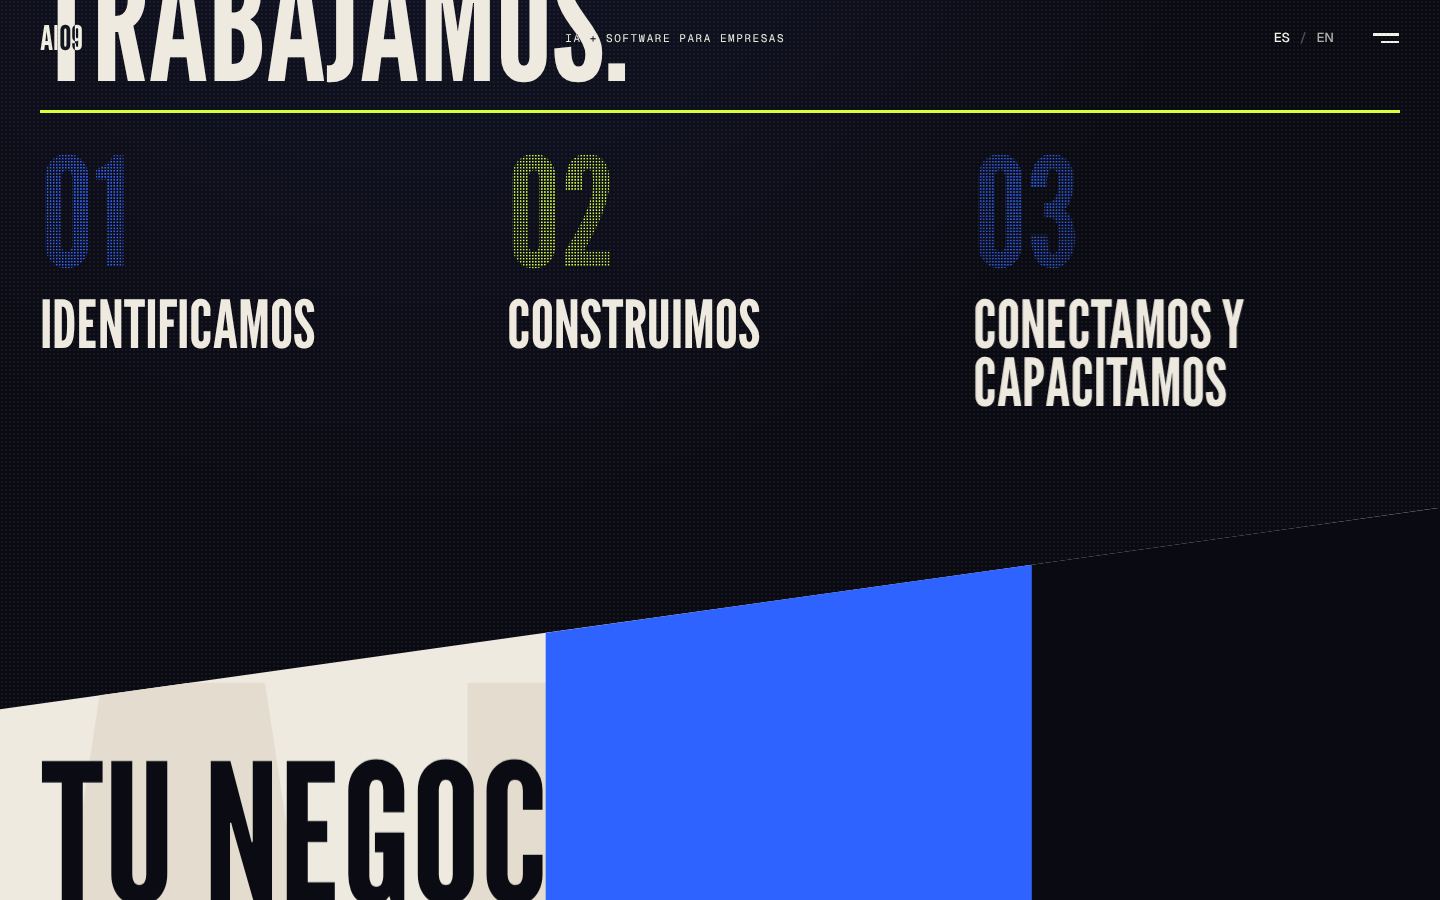 TRABAJAMOS.
AI09
IA + SOFTWARE PARA EMPRESAS
ES / EN
01
02
03
IDENTIFICAMOS
CONSTRUIMOS
CONECTAMOS Y
CAPACITAMOS
TU NEGOC